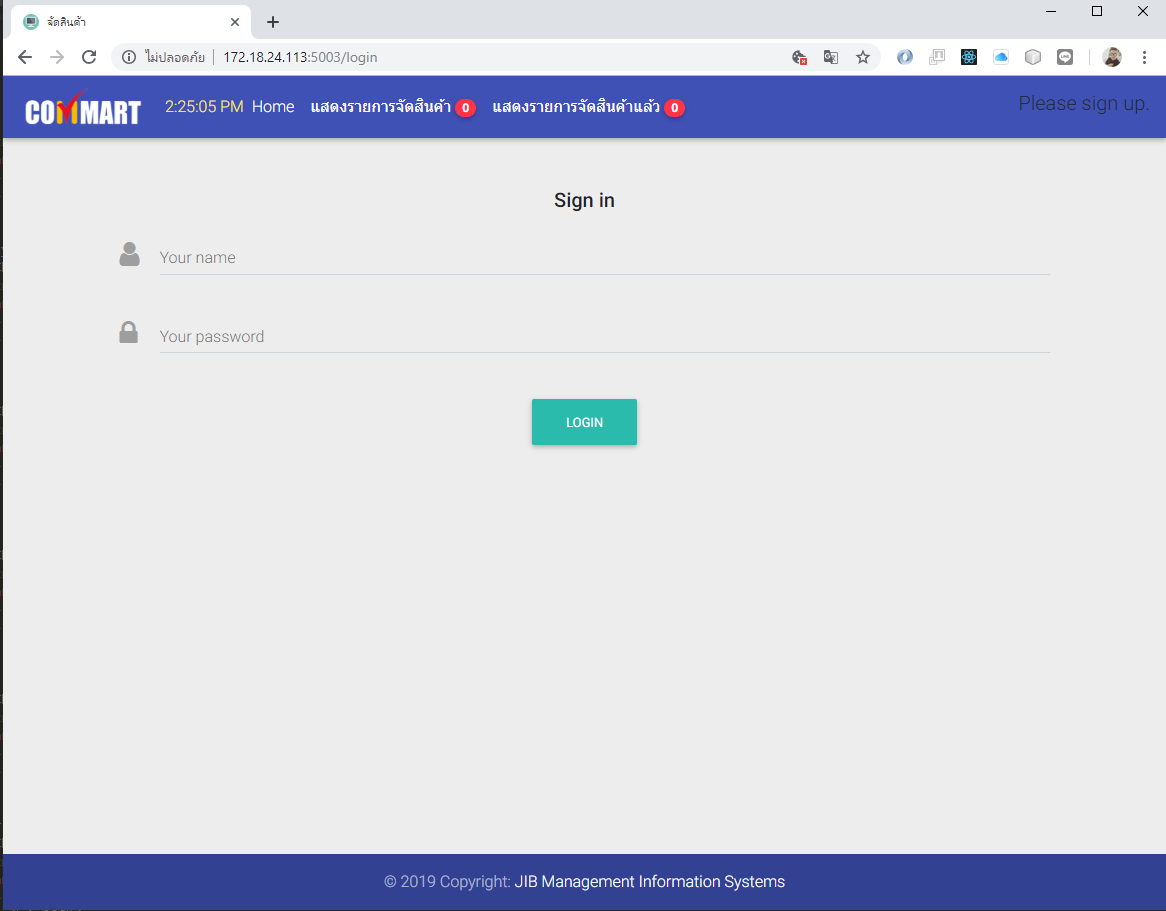 จัดสินค้า
ไม่ปลอดภัย 172.18.24.113:5003/login
COMMART 2:25:05 PM Home แสดงรายการจัดสินค้า 0 แสดงรายการจัดสินค้าแล้ว 0 Please sign up.
Sign in
Your name
Your password
LOGIN
© 2019 Copyright: JIB Management Information Systems